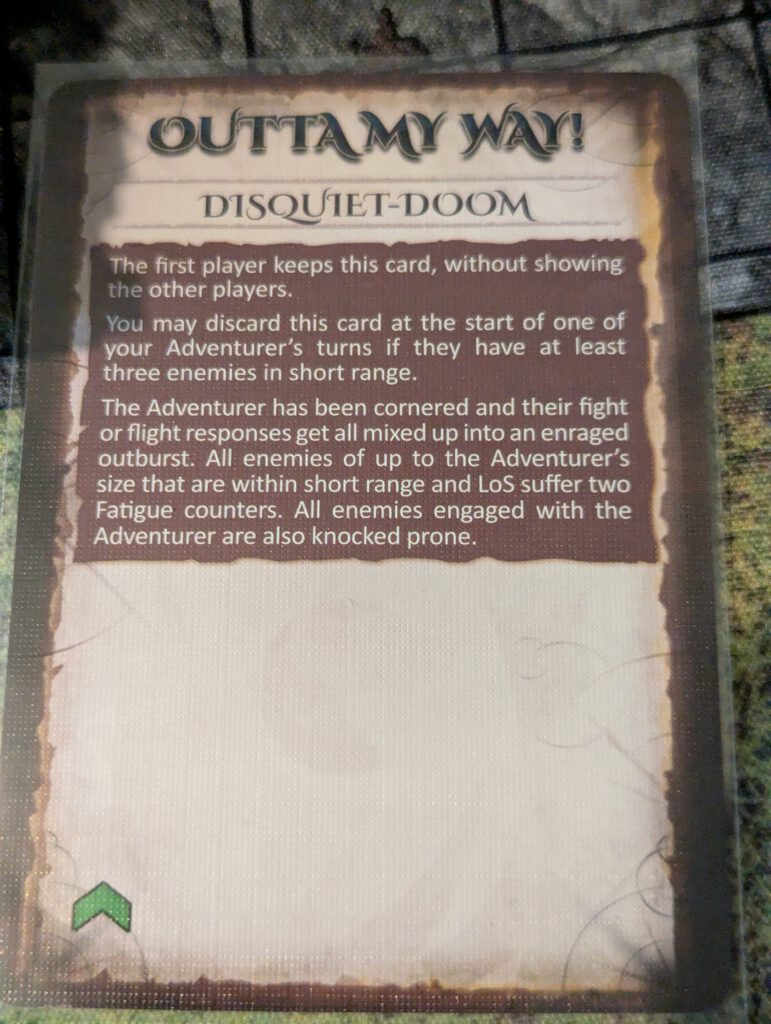 OUTTA MY WAY!
DISQUIET-DOOM
The first player keeps this card, without showing
the other players.
You may discard this card at the start of one of
your Adventurer's turns if they have at least
three enemies in short range.
The Adventurer has been cornered and their fight
or flight responses get all mixed up into an enraged
outburst. All enemies of up to the Adventurer's
size that are within short range and LoS suffer two
Fatigue counters. All enemies engaged with the
Adventurer are also knocked prone.